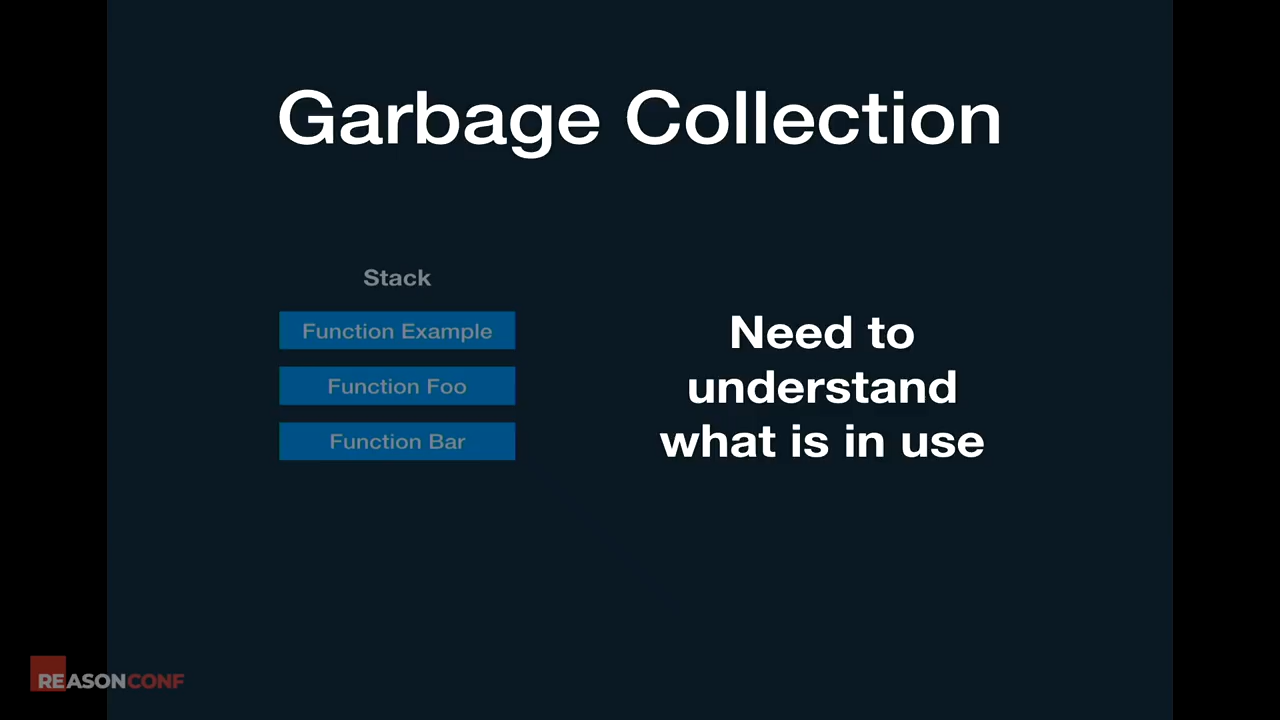 Garbage Collection
Stack
Function Example
Function Foo
Function Bar
Need to
understand
what is in use
REASONCONF